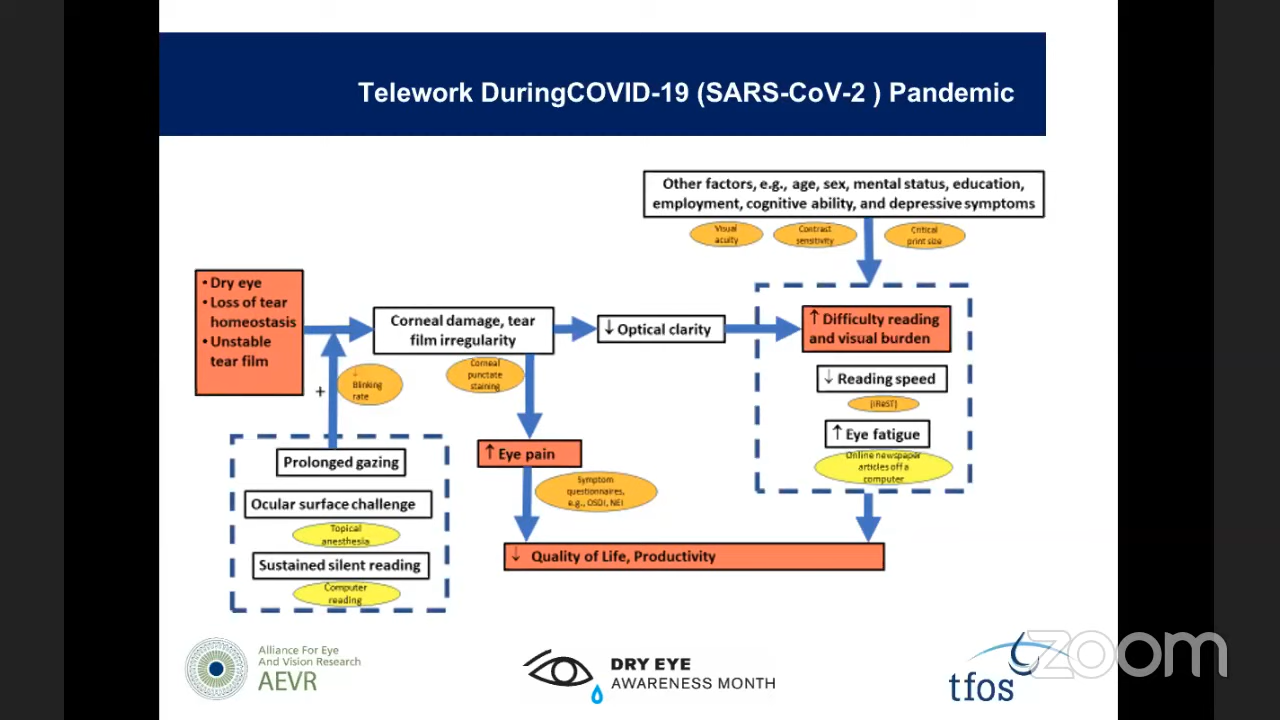 Telework DuringCOVID-19 (SARS-CoV-2 ) Pandemic
Other factors, e.g., age, sex, mental status, education,
employment, cognitive ability, and depressive symptoms
Visual
acuity
Contrast
sensitivity
Critical
print size
• Dry eye
• Loss of tear
homeostasis
• Unstable
tear film
Corneal damage, tear
film irregularity
↓ Optical clarity
↑ Difficulty reading
and visual burden
↓
Blinking
rate
+
Corneal
punctate
staining
↓ Reading speed
[iReST]
↑ Eye fatigue
Online newspaper
articles off a
computer
↑ Eye pain
Symptom
questionnaires,
e.g., OSDI, NEI
Prolonged gazing
Ocular surface challenge
Topical
anesthesia
Sustained silent reading
Computer
reading
↓ Quality of Life, Productivity
Alliance For Eye
And Vision Research
AEVR
DRY EYE
AWARENESS MONTH
tfos
zoom